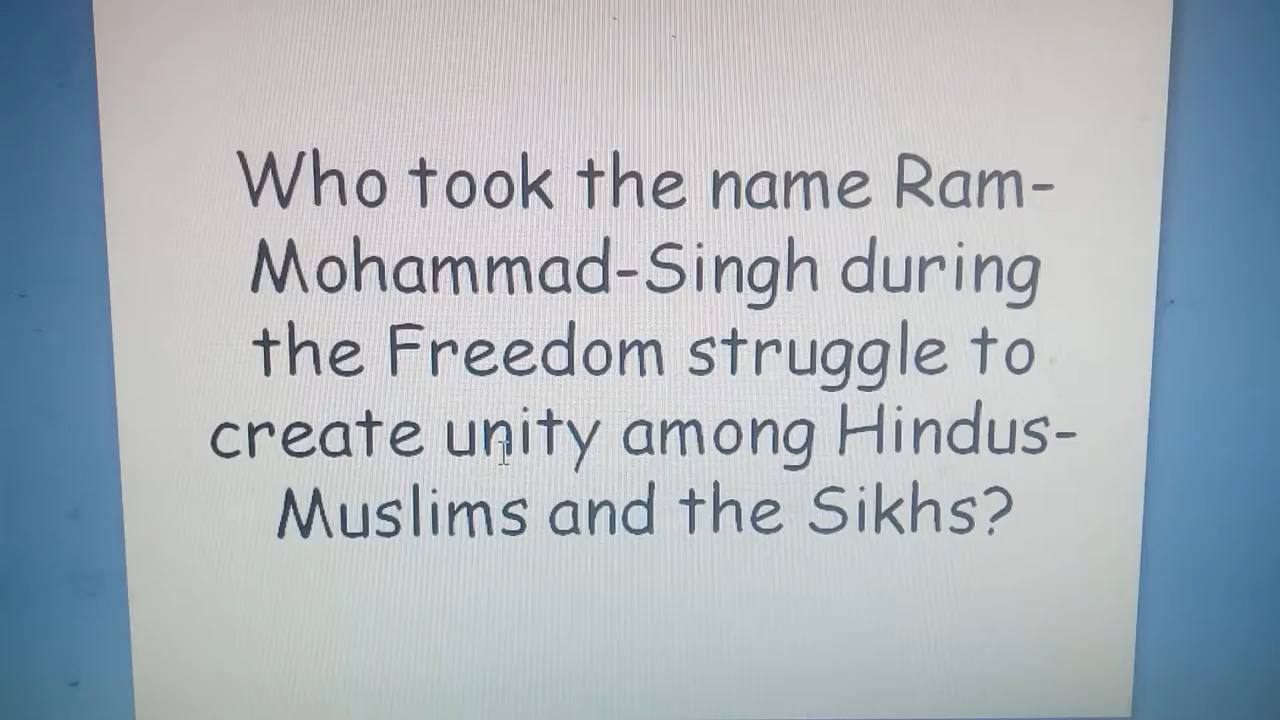 Who took the name Ram-
Mohammad-Singh during
the Freedom struggle to
create unity among Hindus-
Muslims and the Sikhs?